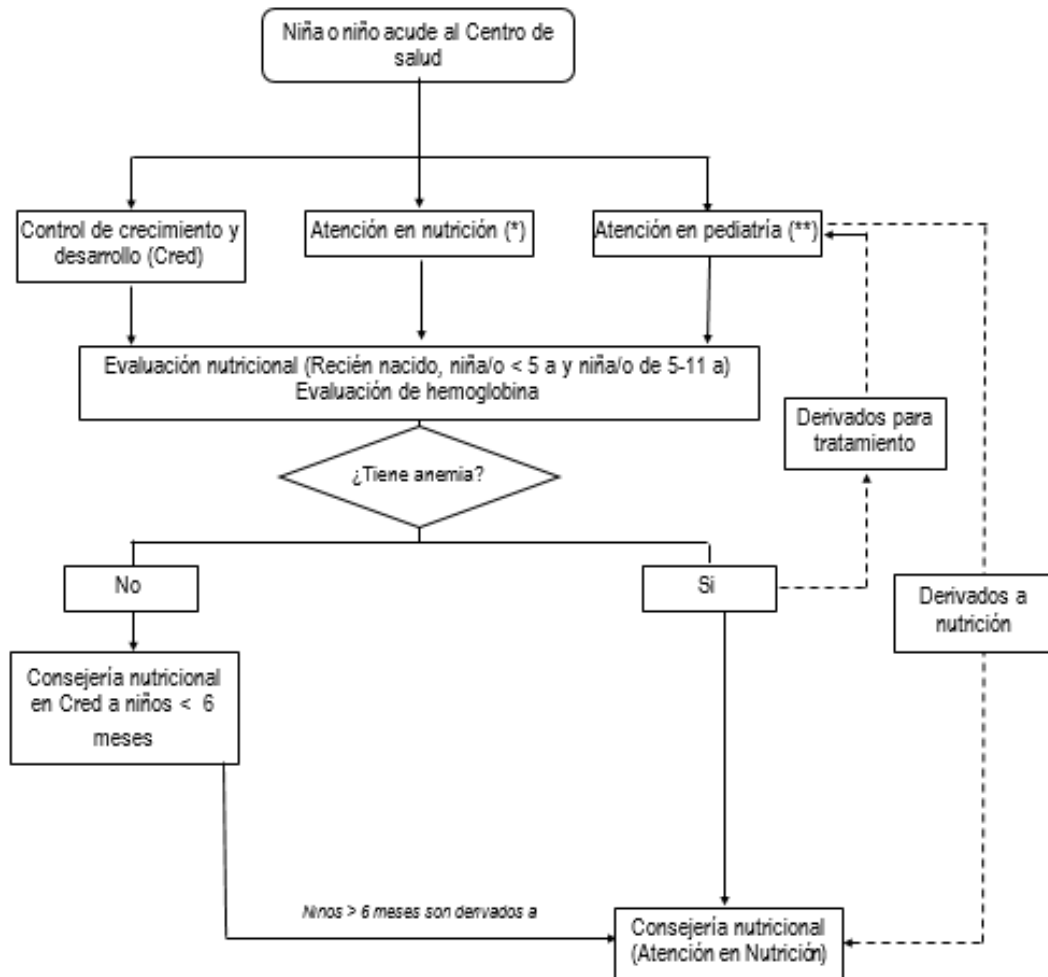 Niña o niño acude al Centro de
salud
Control de crecimiento y
desarrollo (Cred)
Atención en nutrición (*)
Atención en pediatría (**)
Evaluación nutricional (Recién nacido, niña/o < 5 a y niña/o de 5-11 a)
Evaluación de hemoglobina
Derivados para
tratamiento
¿Tiene anemia?
No
Si
Derivados a
nutrición
Consejería nutricional
en Cred a niños < 6
meses
Ninos > 6 meses son derivados a
Consejería nutricional
(Atención en Nutrición)